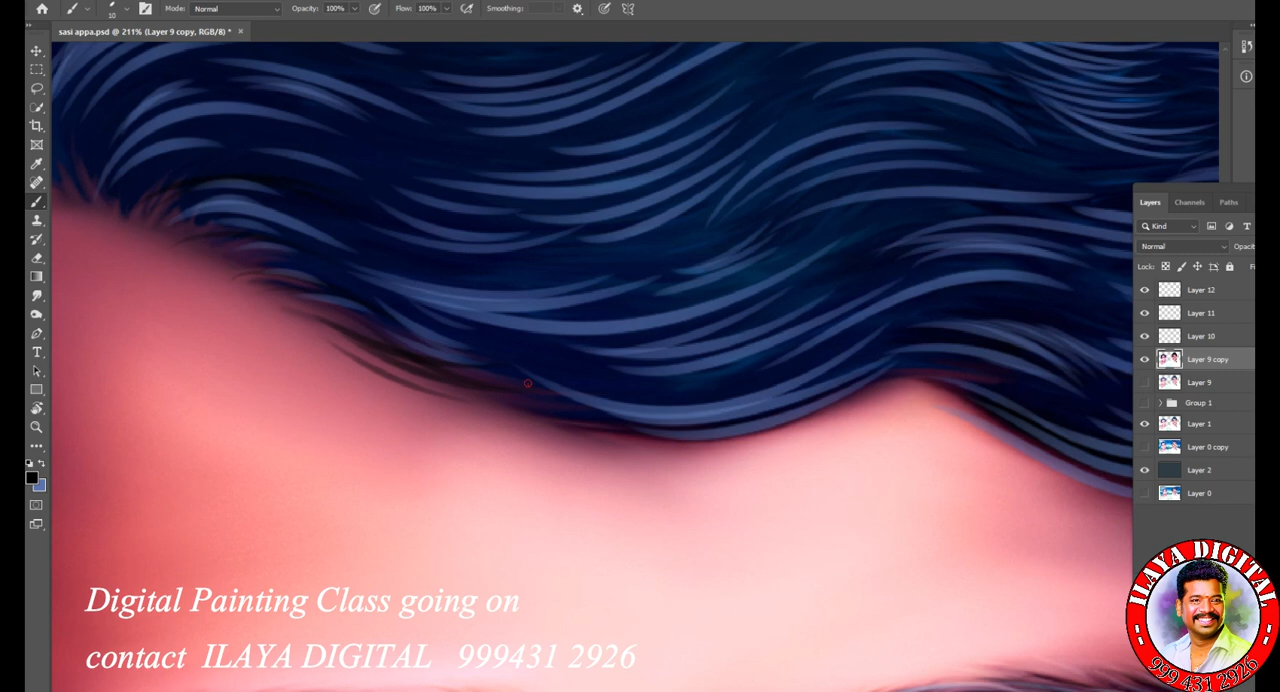 Mode: Normal Opacity: 100% Flow: 100% Smoothing:
10
sasi appa.psd @ 211% (Layer 9 copy, RGB/8) * ×
Layers Channels Paths
Kind
Normal Opaci
Lock:
Layer 12
Layer 11
Layer 10
Layer 9 copy
Layer 9
Group 1
Layer 1
Layer 0 copy
Layer 2
Layer 0
Digital Painting Class going on
contact ILAYA DIGITAL 999431 2926
ILAYA DIGITAL
999 431 2926